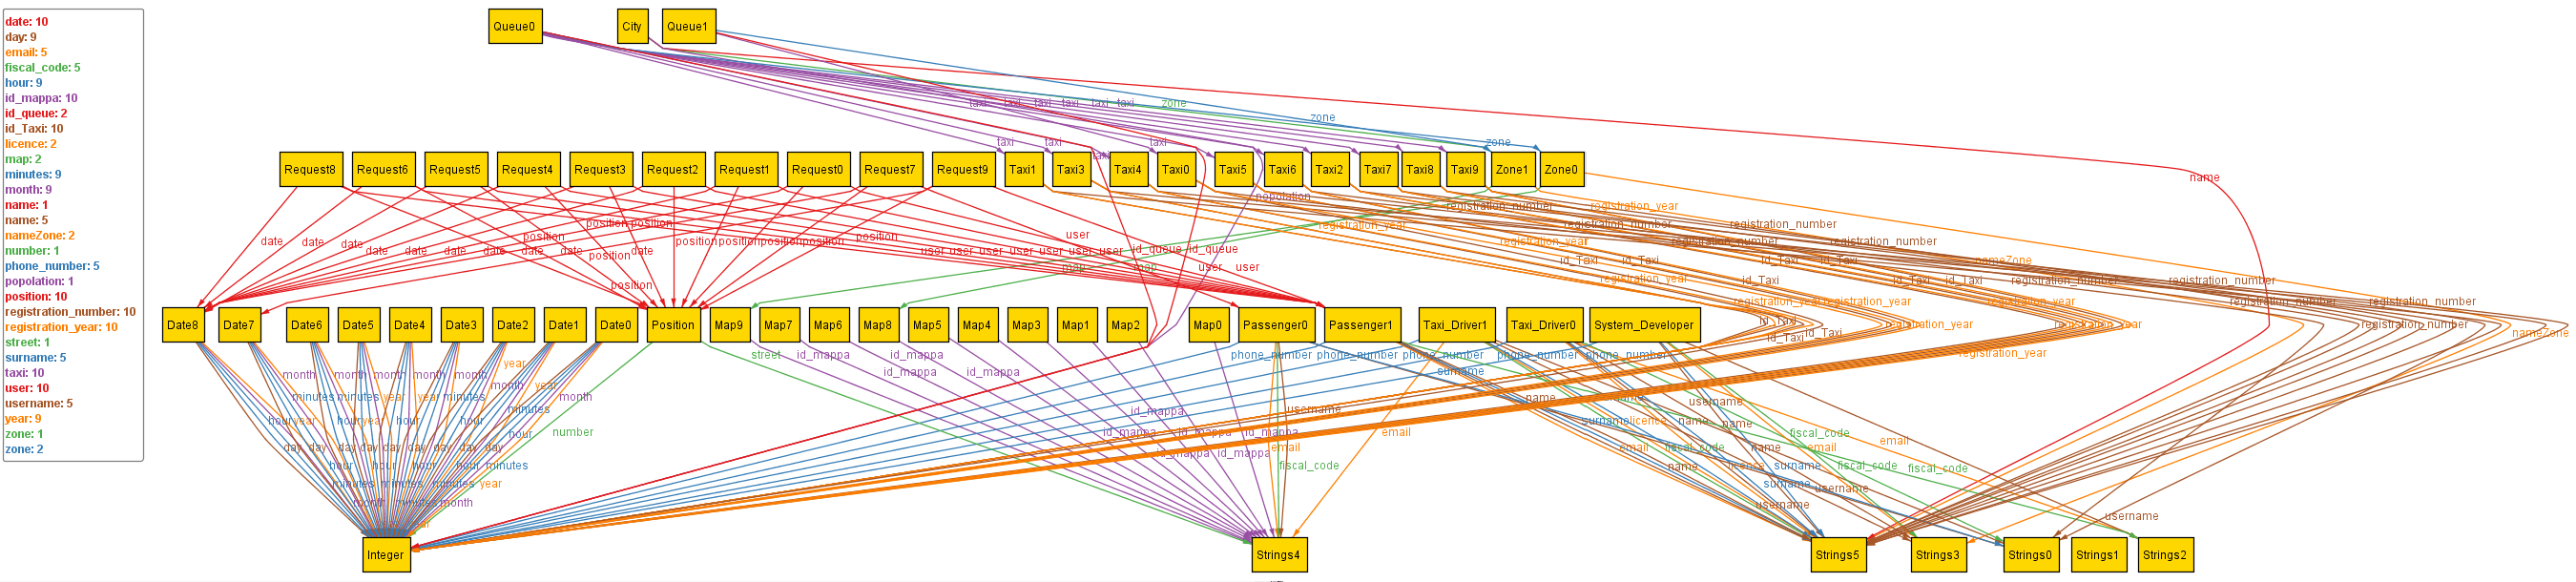 date: 10
day: 9
email: 5
fiscal_code: 5
hour: 9
id_mappa: 10
id_queue: 2
id_Taxi: 10
licence: 2
map: 2
minutes: 9
month: 9
name: 1
name: 5
nameZone: 2
number: 1
phone_number: 5
popolation: 1
position: 10
registration_number: 10
registration_year: 10
street: 1
surname: 5
taxi: 10
user: 10
username: 5
year: 9
zone: 1
zone: 2
Queue0 City Queue1
taxi taxi taxi taxi taxi taxi zone
zone
taxi taxi taxi zone
taxi
Request8 Request6 Request5 Request4 Request3 Request2 Request1 Request0 Request7 Request9 Taxi1 Taxi3 Taxi4 Taxi0 Taxi5 Taxi6 Taxi2 Taxi7 Taxi8 Taxi9 Zone1 Zone0
name
popolation
registration_number registration_year
position position registration_year registration_number registration_number
user
position position
date date date position position position position registration_year registration_number registration_number
date date date date date date user user user user user user user id_queue id_queue
position id_Taxi id_Taxi id_Taxi id_Taxi nameZone
map map user user
registration_year id_Taxi id_Taxi id_Taxi registration_number registration_number
position
registration_year registration_year registration_year registration_number registration_number
Date8 Date7 Date6 Date5 Date4 Date3 Date2 Date1 Date0 Position Map9 Map7 Map6 Map8 Map5 Map4 Map3 Map1 Map2 Map0 Passenger0 Passenger1 Taxi_Driver1 Taxi_Driver0 System_Developer
id_Taxi id_Taxi id_Taxi registration_year registration_year registration_number nameZone
street id_mappa id_mappa phone_number phone_number phone_number phone_number phone_number registration_year
year
month month month month month id_mappa id_mappa surname
month year
minutes minutes year year minutes month name username
minutes username
hour year hour year hour hour surname licence name name
hour number id_mappa id_mappa id_mappa id_mappa email fiscal_code
day day day day day day day day day email email fiscal_code name email email
id_mappa id_mappa
hour hour hour hour minutes fiscal_code name licence surname fiscal_code fiscal_code
minutes minutes minutes year surname username
month minutes month username
username
Integer Strings4 Strings5 Strings3 Strings0 Strings1 Strings2